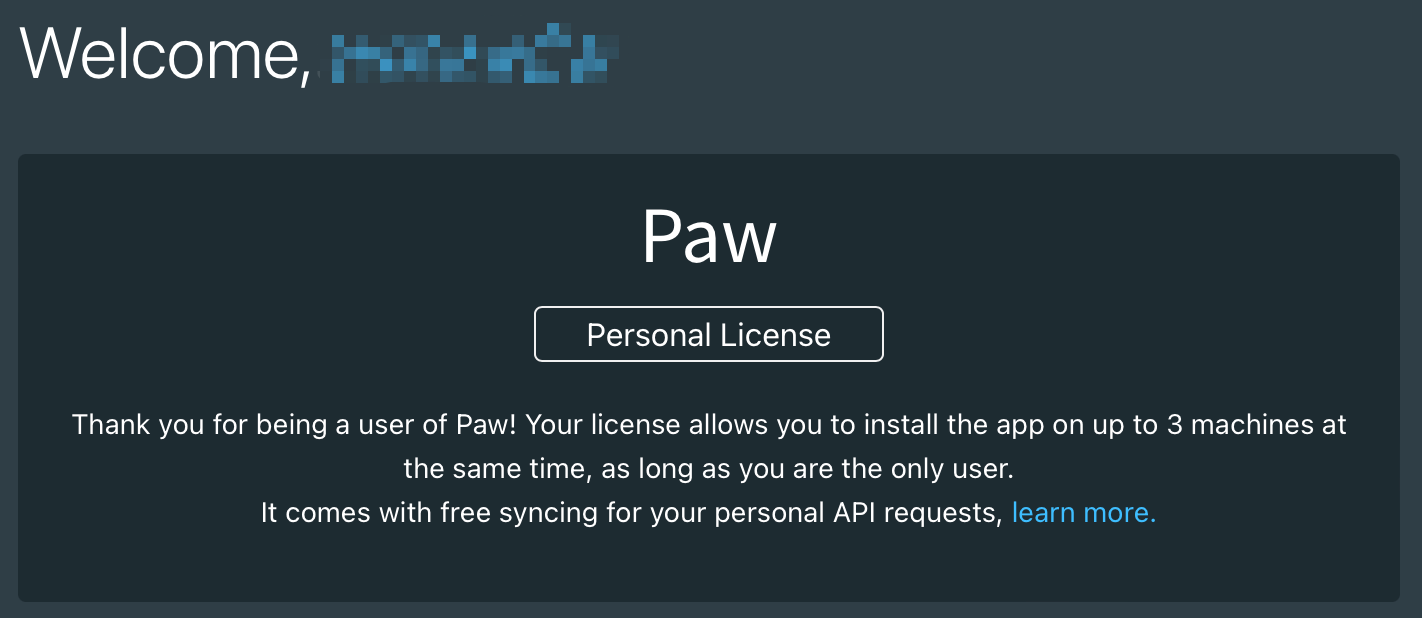 Welcome,
Paw
Personal License
Thank you for being a user of Paw! Your license allows you to install the app on up to 3 machines at
the same time, as long as you are the only user.
It comes with free syncing for your personal API requests, learn more.